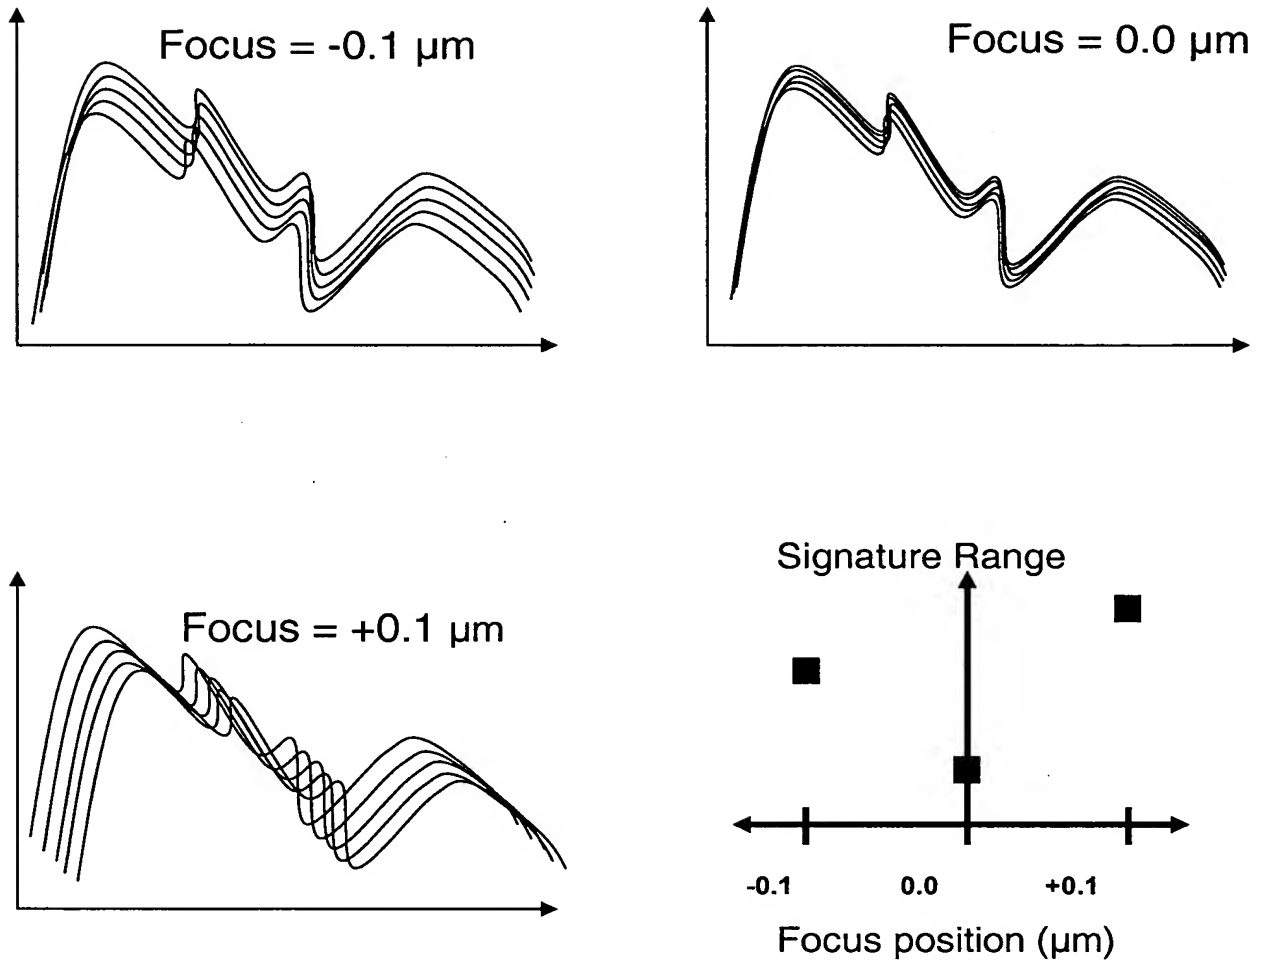 Focus = -0.1 µm
Focus = 0.0 µm
Focus = +0.1 µm
Signature Range
-0.1 0.0 +0.1
Focus position (µm)